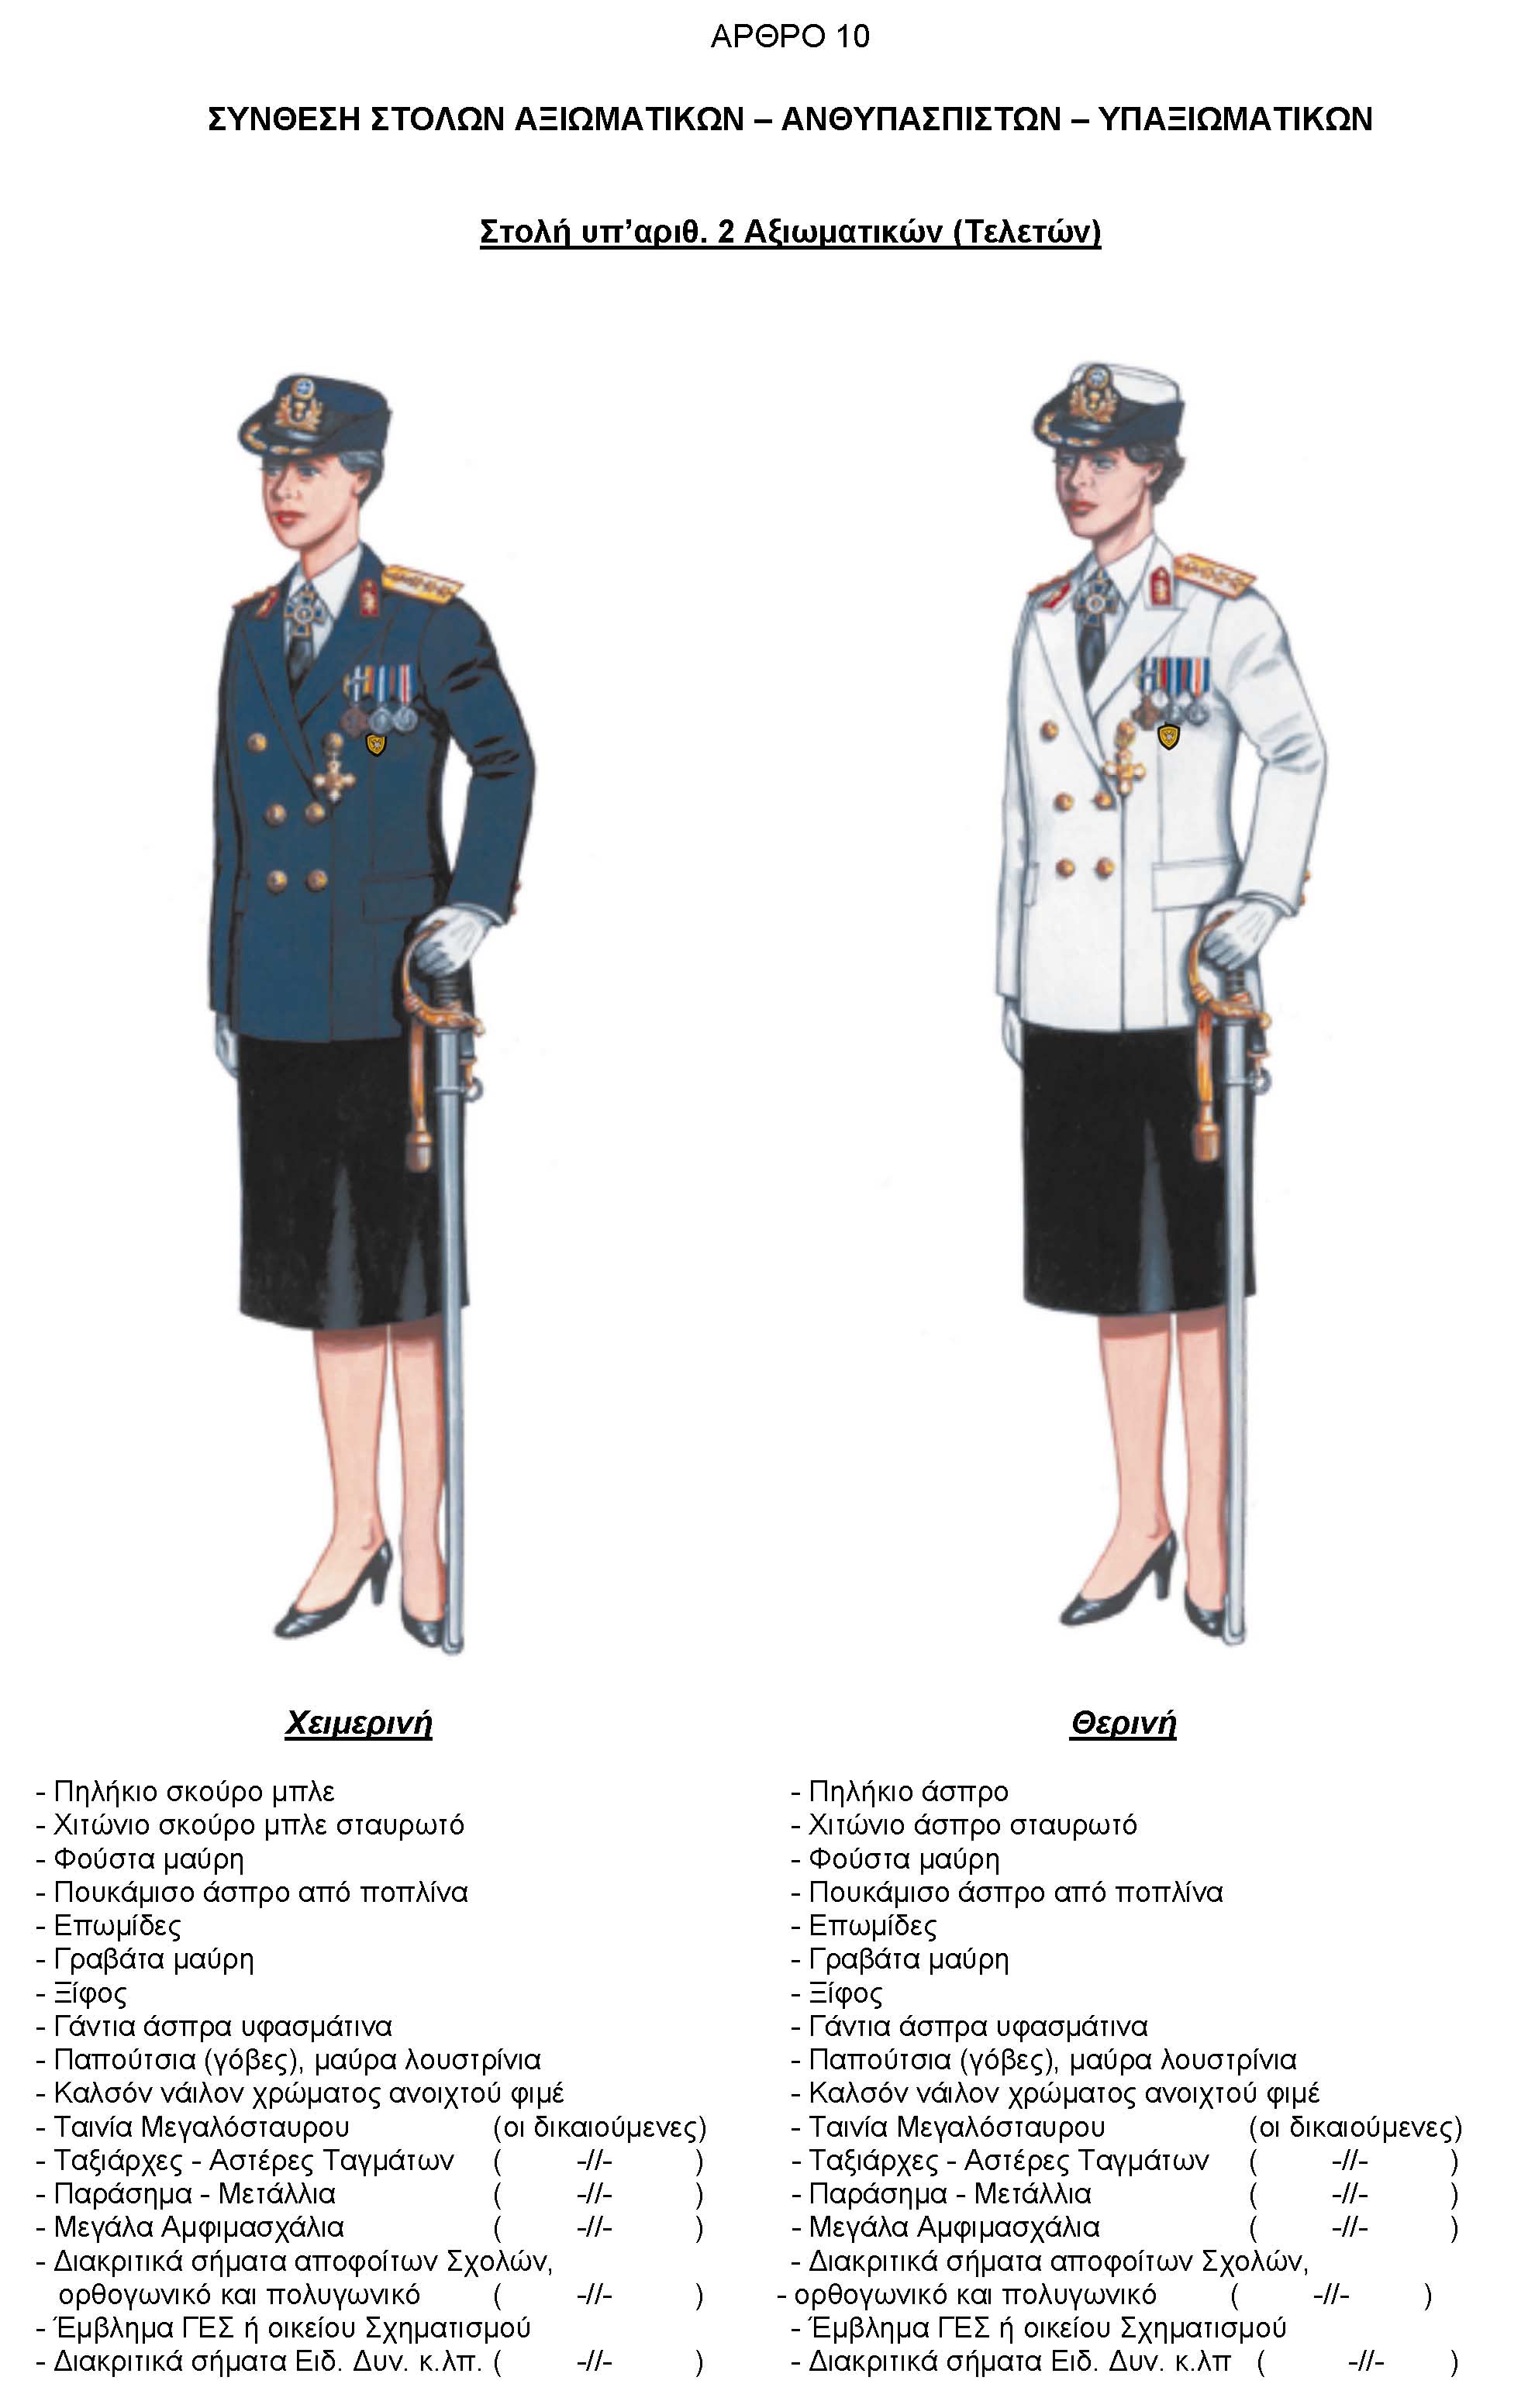 ΑΡΘΡΟ 10
ΣΥΝΘΕΣΗ ΣΤΟΛΩΝ ΑΞΙΩΜΑΤΙΚΩΝ – ΑΝΘΥΠΑΣΠΙΣΤΩΝ – ΥΠΑΞΙΩΜΑΤΙΚΩΝ
Στολή υπ’αριθ. 2 Αξιωματικών (Τελετών)
Χειμερινή
- Πηλήκιο σκούρο μπλε
- Χιτώνιο σκούρο μπλε σταυρωτό
- Φούστα μαύρη
- Πουκάμισο άσπρο από ποπλίνα
- Επωμίδες
- Γραβάτα μαύρη
- Ξίφος
- Γάντια άσπρα υφασμάτινα
- Παπούτσια (γόβες), μαύρα λουστρίνια
- Καλσόν νάιλον χρώματος ανοιχτού φιμέ
- Ταινία Μεγαλόσταυρου (οι δικαιούμενες)
- Ταξιάρχες - Αστέρες Ταγμάτων ( -//- )
- Παράσημα - Μετάλλια ( -//- )
- Μεγάλα Αμφιμασχάλια ( -//- )
- Διακριτικά σήματα αποφοίτων Σχολών,
ορθογωνικό και πολυγωνικό ( -//- )
- Έμβλημα ΓΕΣ ή οικείου Σχηματισμού
- Διακριτικά σήματα Ειδ. Δυν. κ.λπ. ( -//- )
Θερινή
- Πηλήκιο άσπρο
- Χιτώνιο άσπρο σταυρωτό
- Φούστα μαύρη
- Πουκάμισο άσπρο από ποπλίνα
- Επωμίδες
- Γραβάτα μαύρη
- Ξίφος
- Γάντια άσπρα υφασμάτινα
- Παπούτσια (γόβες), μαύρα λουστρίνια
- Καλσόν νάιλον χρώματος ανοιχτού φιμέ
- Ταινία Μεγαλόσταυρου (οι δικαιούμενες)
- Ταξιάρχες - Αστέρες Ταγμάτων ( -//- )
- Παράσημα - Μετάλλια ( -//- )
- Μεγάλα Αμφιμασχάλια ( -//- )
- Διακριτικά σήματα αποφοίτων Σχολών,
- ορθογωνικό και πολυγωνικό ( -//- )
- Έμβλημα ΓΕΣ ή οικείου Σχηματισμού
- Διακριτικά σήματα Ειδ. Δυν. κ.λπ ( -//- )